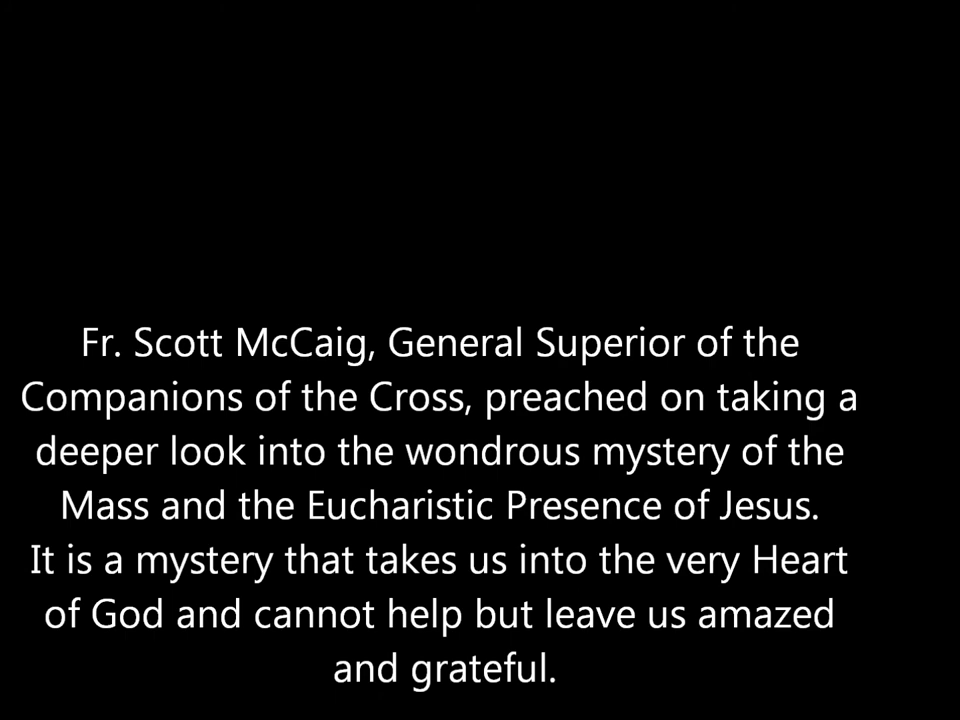 Fr. Scott McCaig, General Superior of the
Companions of the Cross, preached on taking a
deeper look into the wondrous mystery of the
Mass and the Eucharistic Presence of Jesus.
It is a mystery that takes us into the very Heart
of God and cannot help but leave us amazed
and grateful.